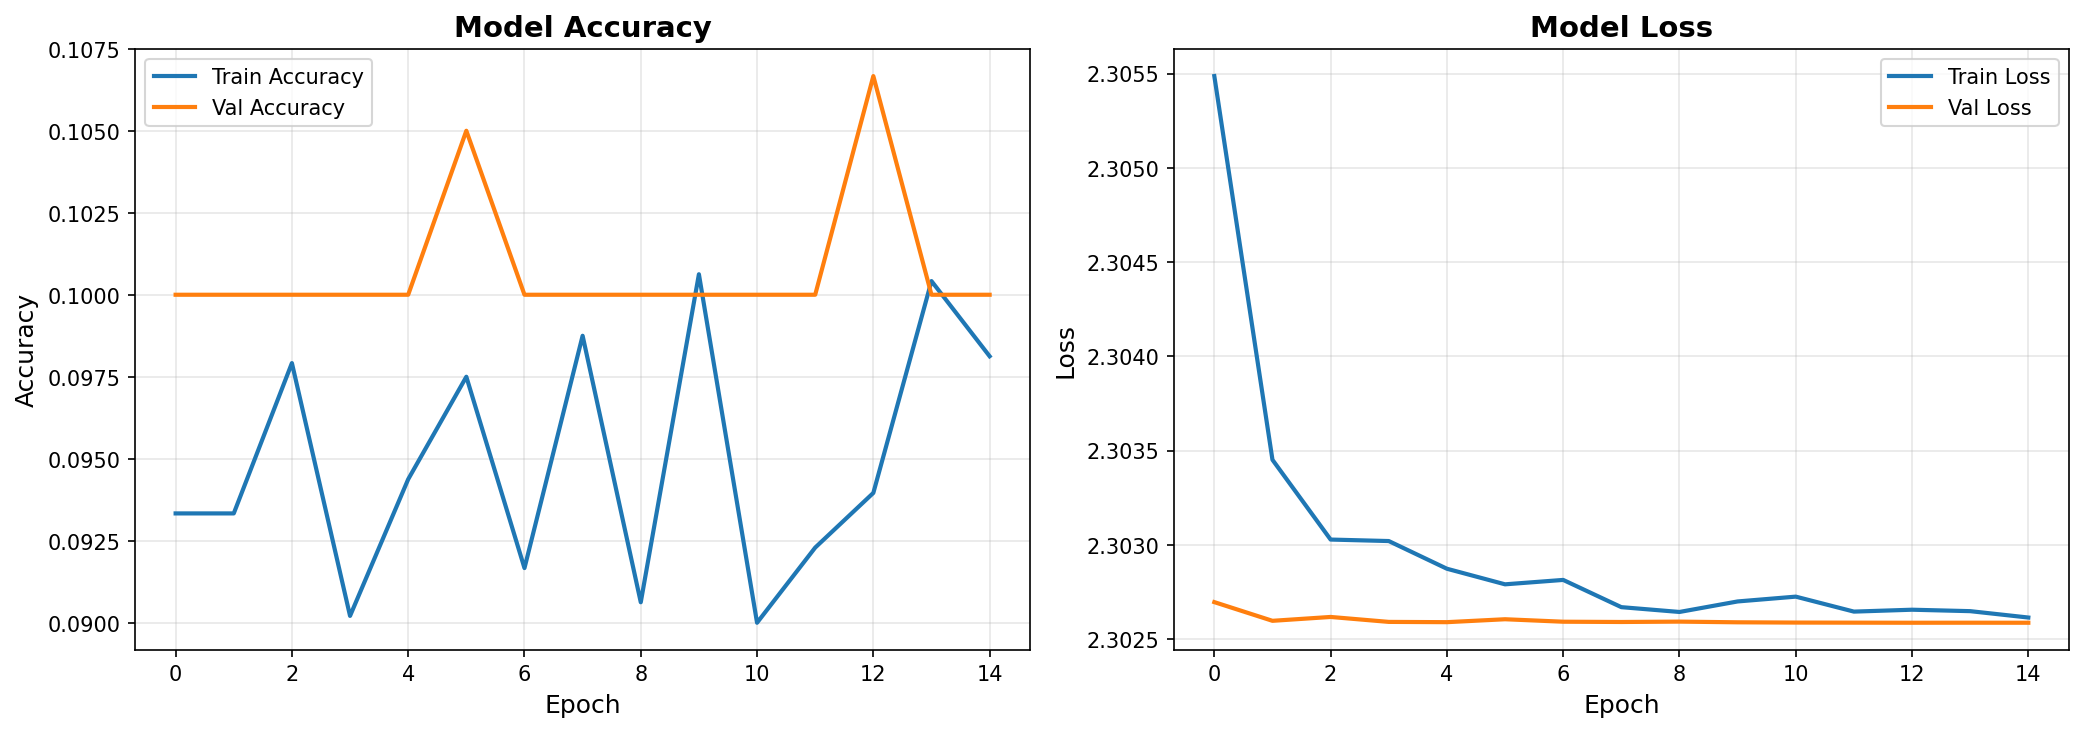 Model Accuracy
0.1075
0.1050
0.1025
0.1000
0.0975
0.0950
0.0925
0.0900
Accuracy
Train Accuracy
Val Accuracy
0 2 4 6 8 10 12 14
Epoch
Model Loss
2.3055
2.3050
2.3045
2.3040
2.3035
2.3030
2.3025
Loss
Train Loss
Val Loss
0 2 4 6 8 10 12 14
Epoch